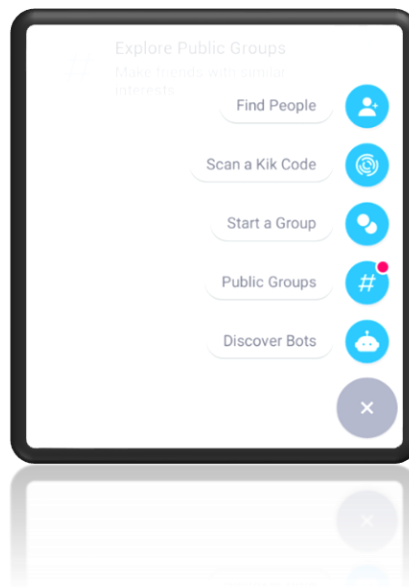 Explore Public Groups
Make friends with similar
interests
Find People
Scan a Kik Code
Start a Group
Public Groups
#
Discover Bots